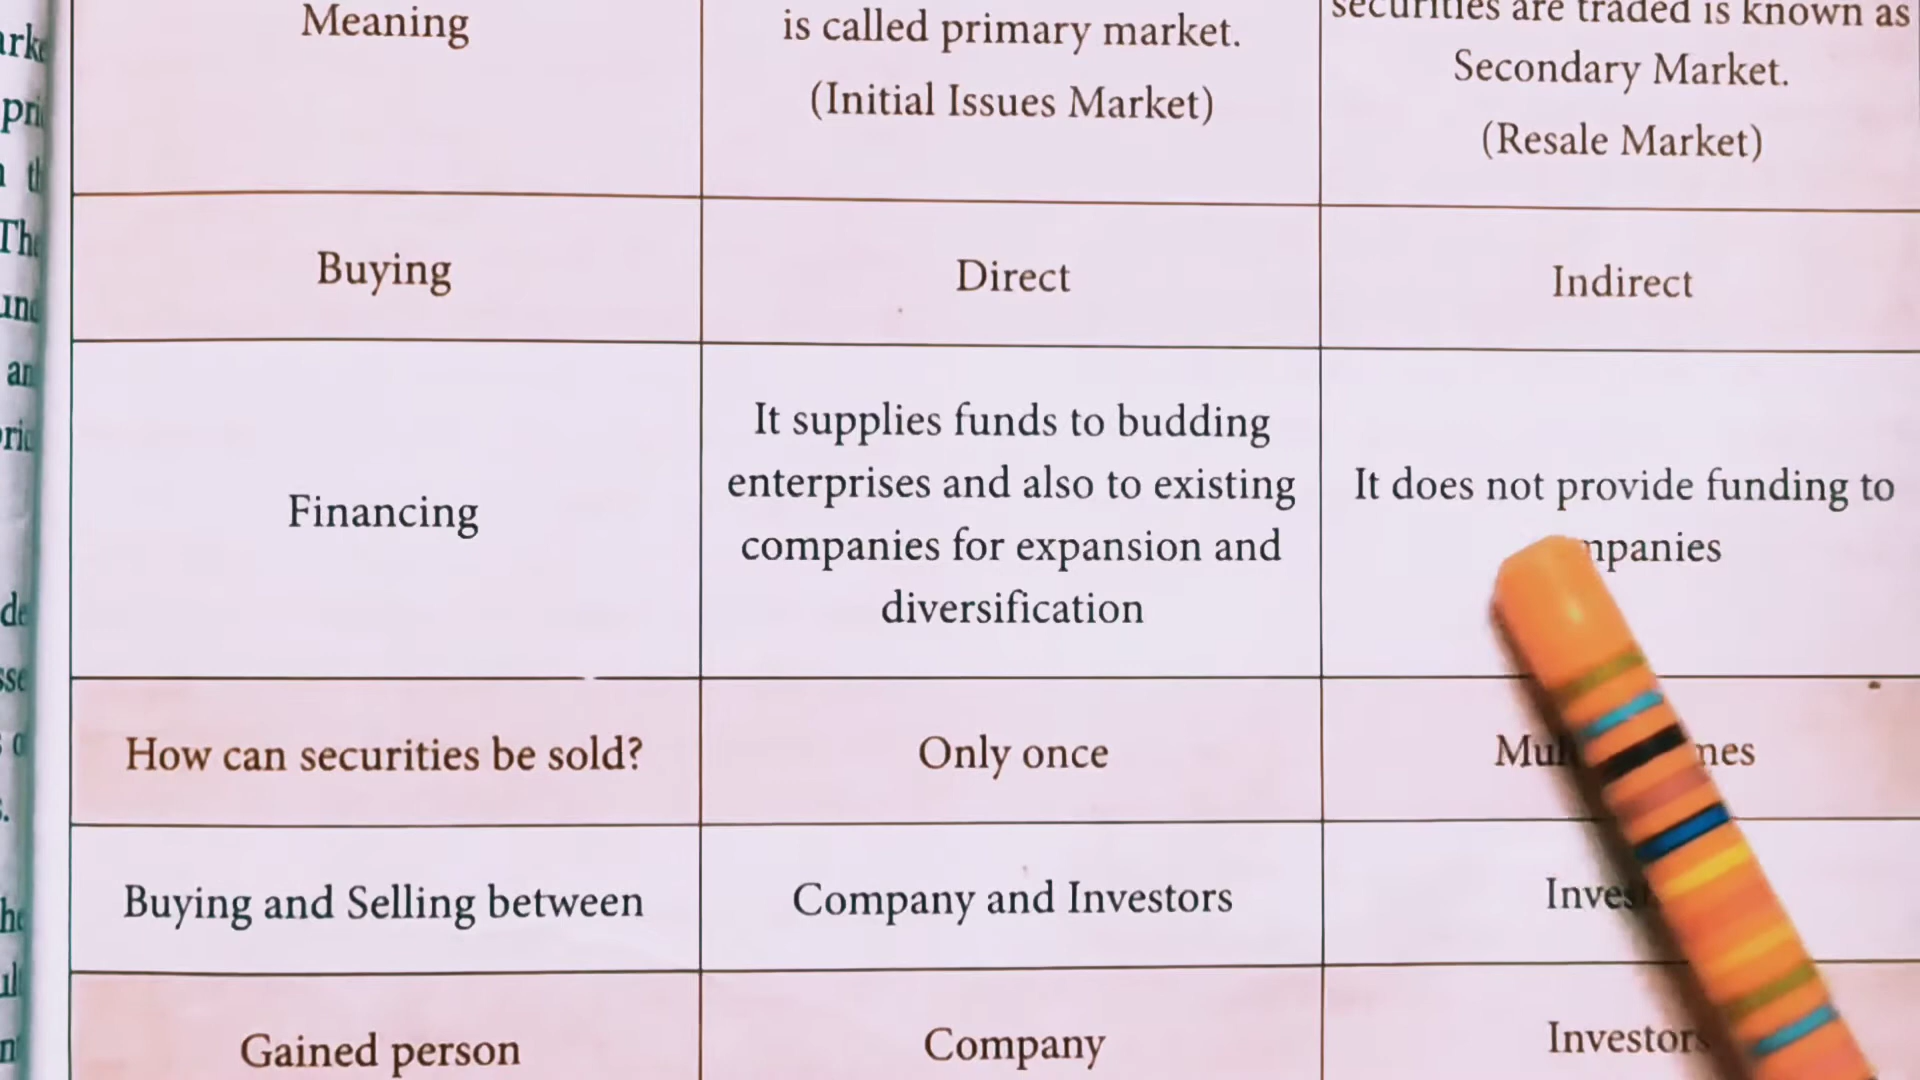 Meaning
is called primary market.
(Initial Issues Market)
securities are traded is known as
Secondary Market.
(Resale Market)
Buying
Direct
Indirect
Financing
It supplies funds to budding
enterprises and also to existing
companies for expansion and
diversification
It does not provide funding to
How can securities be sold?
Only once
Buying and Selling between
Company and Investors
Gained person
Company
Investors
The